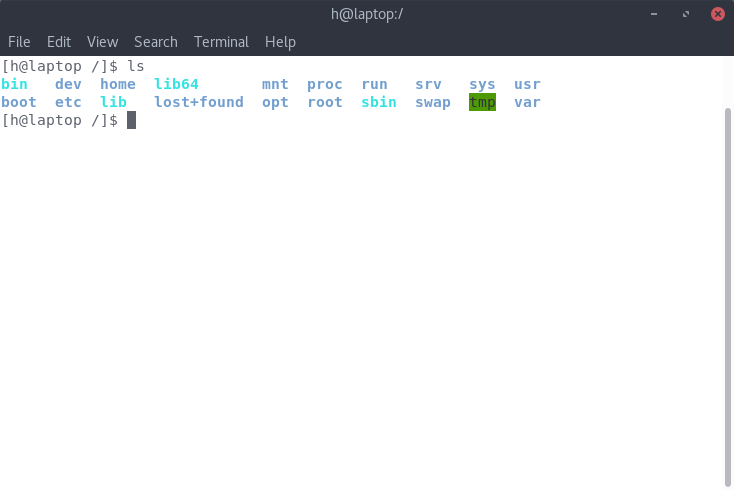 h@laptop:/
File Edit View Search Terminal Help
[h@laptop /]$ ls
bin dev home lib64 mnt proc run srv sys usr
boot etc lib lost+found opt root sbin swap tmp var
[h@laptop /]$